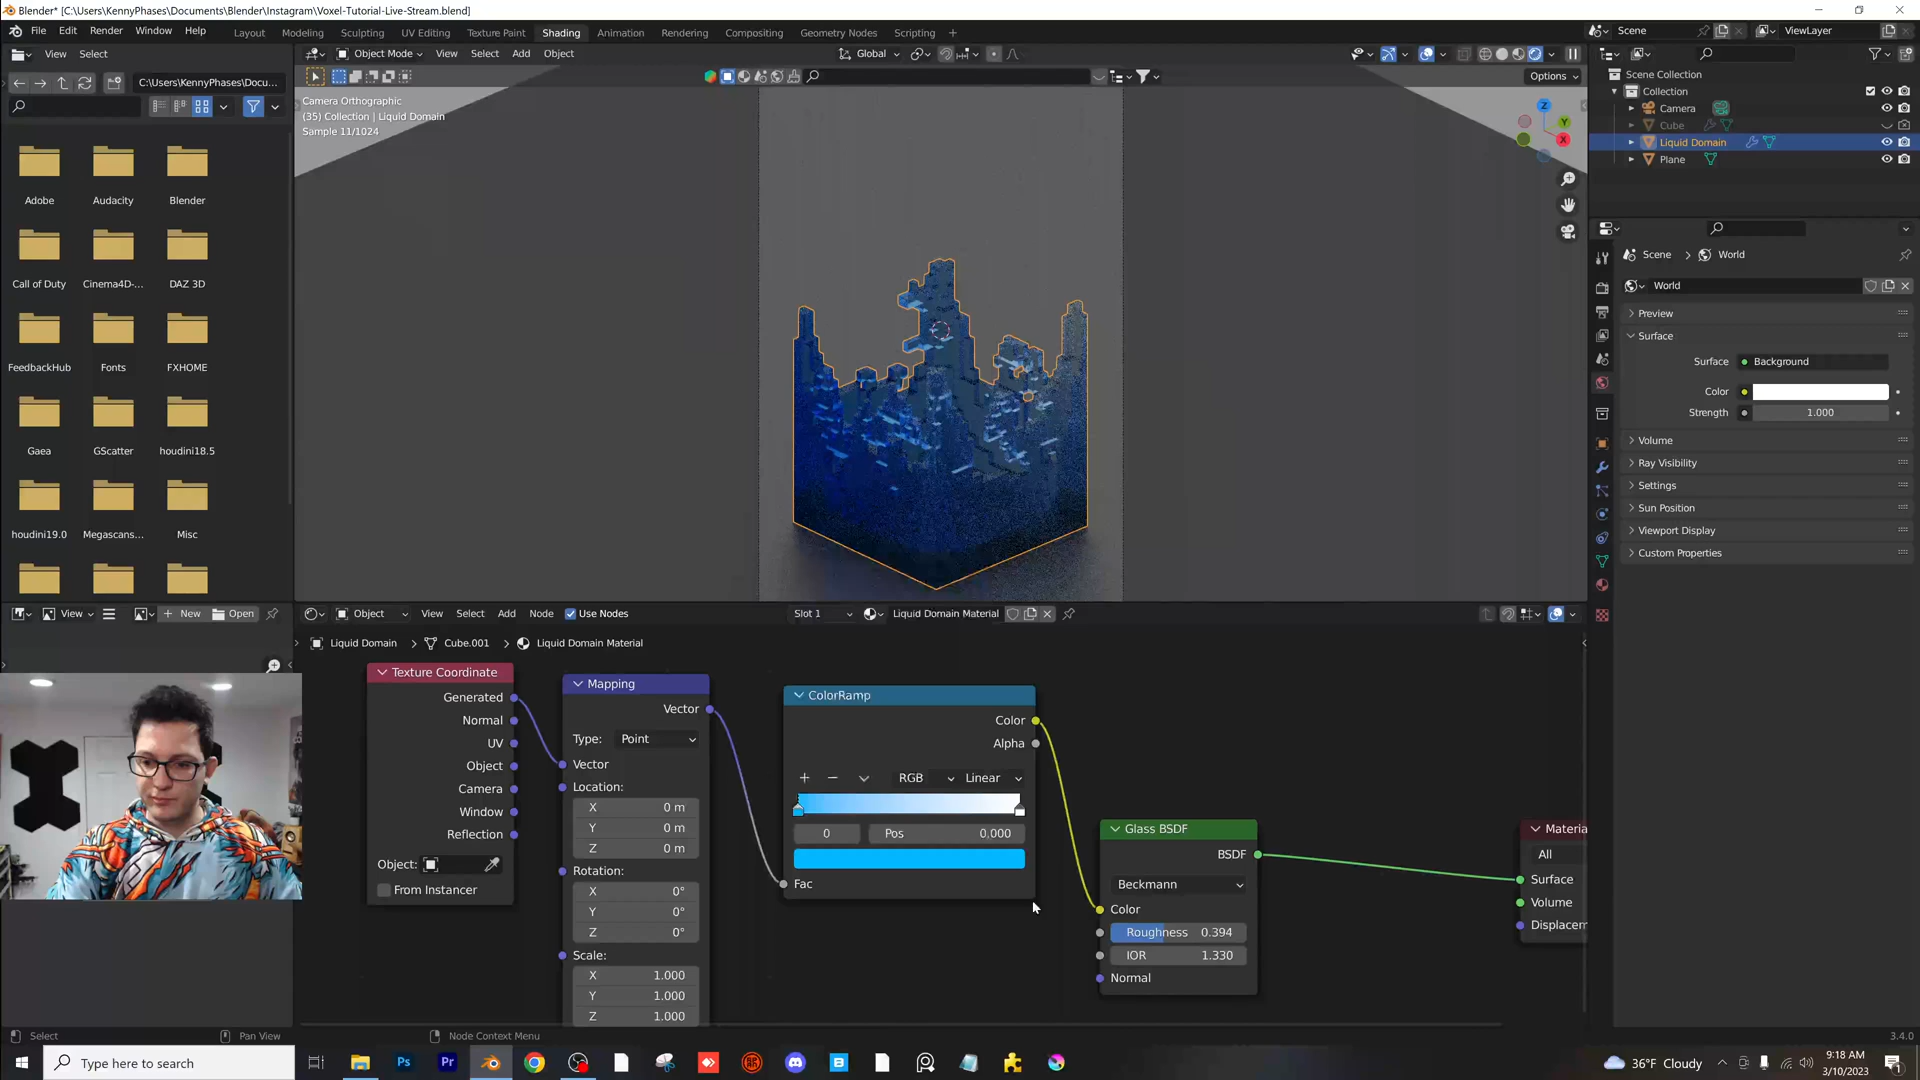 Blender* [C:\Users\KennyPhases\Documents\Blender\Instagram\Voxel-Tutorial-Live-Stream.blend]
File Edit Render Window Help
Layout Modeling Sculpting UV Editing Texture Paint Shading Animation Rendering Compositing Geometry Nodes Scripting
Scene
ViewLayer
View Select
C:\Users\KennyPhases\Docu...
Adobe Audacity Blender
Call of Duty Cinema4D-... DAZ 3D
FeedbackHub Fonts FXHOME
Gaea GScatter houdini18.5
houdini19.0 Megascans... Misc
Object Mode View Select Add Object
Global
Options
Camera Orthographic
(35) Collection | Liquid Domain
Sample 11/1024
Z
Y
X
Scene Collection
Collection
Camera
Cube
Liquid Domain
Plane
Scene > World
World
Preview
Surface
Surface Background
Color
Strength 1.000
Volume
Ray Visibility
Settings
Sun Position
Viewport Display
Custom Properties
View New Open
Object View Select Add Node Use Nodes
Slot 1
Liquid Domain Material
Liquid Domain > Cube.001 > Liquid Domain Material
Texture Coordinate
Generated
Normal
UV
Object
Camera
Window
Reflection
Object:
From Instancer
Mapping
Vector
Type: Point
Vector
Location:
X 0 m
Y 0 m
Z 0 m
Rotation:
X 0°
Y 0°
Z 0°
Scale:
X 1.000
Y 1.000
Z 1.000
ColorRamp
Color
Alpha
RGB Linear
0 Pos 0.000
Fac
Glass BSDF
BSDF
Beckmann
Color
Roughness 0.394
IOR 1.330
Normal
Materia
All
Surface
Volume
Displacem
Select Pan View Node Context Menu
3.4.0
Type here to search
Ps
Pr
36°F Cloudy
9:18 AM
3/10/2023
1